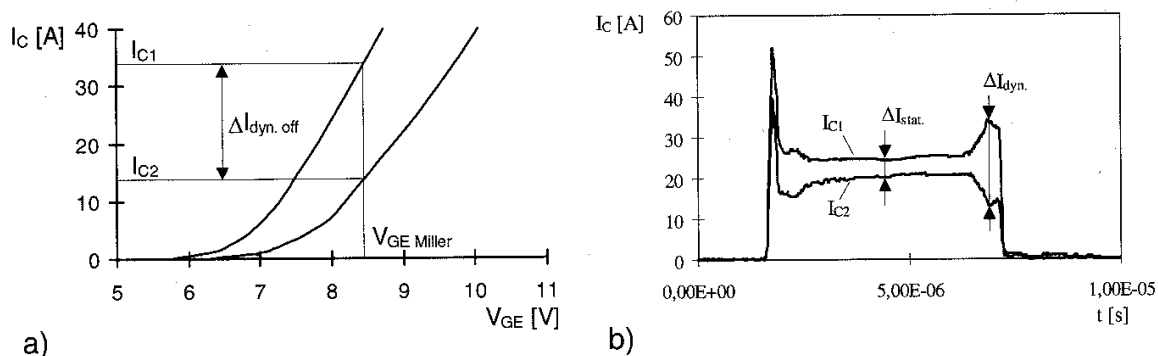 I_C [A]
40
30
20
10
0
I_C1
ΔI_dyn. off
I_C2
V_GE Miller
5 6 7 8 9 10 11
V_GE [V]
a)
I_C [A]
60
50
40
30
20
10
0
I_C1
ΔI_stat.
ΔI_dyn.
I_C2
0,00E+00 5,00E-06 1,00E-05
t [s]
b)